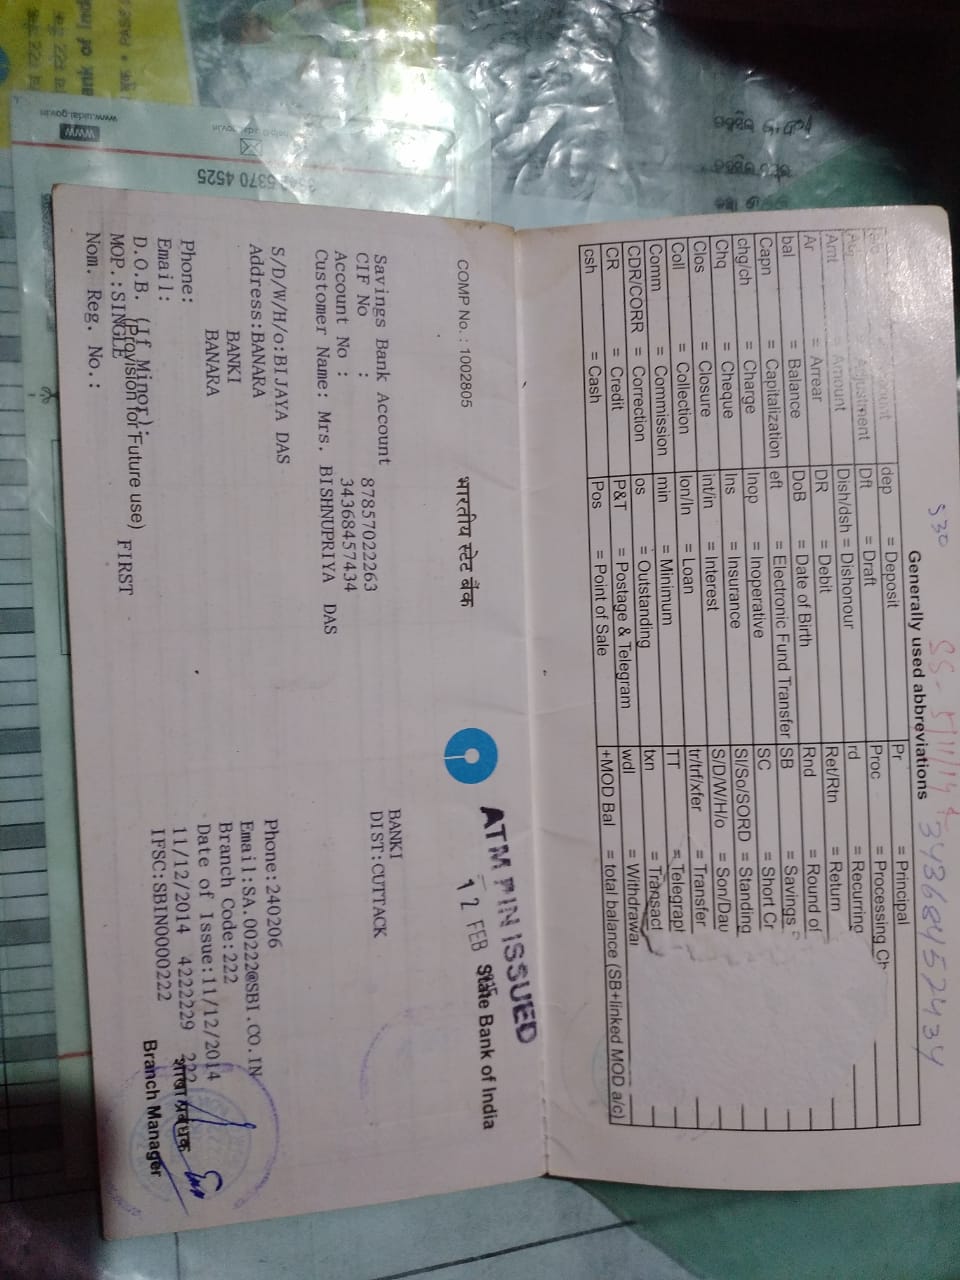 S30 SS-5/11/14 34368457434
Generally used abbreviations
= Adjustment Dft = Draft Proc = Processing Ch
dep = Deposit Pr = Principal
= Amount Dish/dsh = Dishonour rd = Recurring
Amt
Ar = Arrear DR = Debit Ret/Rtn = Return
bal = Balance DoB = Date of Birth Rnd = Round of
Capn = Capitalization eft = Electronic Fund Transfer SB = Savings
chg/ch = Charge Inop = Inoperative SC = Short Cr
Chq = Cheque Ins = Insurance SI/So/SORD = Standing
Clos = Closure int/in = Interest S/D/W/H/o = Son/Dau
Coll = Collection lon/ln = Loan tr/trf/xfer = Transfer
Comm = Commission min = Minimum TT = Telegrap
CDR/CORR = Correction os = Outstanding txn = Transact
CR = Credit P&T = Postage & Telegram wdl = Withdrawal
csh = Cash Pos = Point of Sale +MOD Bal = total balance (SB+linked MOD a/c)
ATM PIN ISSUED
12 FEB
COMP No. : 1002805 भारतीय स्टेट बैंक State Bank of India
Savings Bank Account BANKI
CIF No : 87857022263 DIST:CUTTACK
Account No : 34368457434
Customer Name: Mrs. BISHNUPRIYA DAS
S/D/W/H/o:BIJAYA DAS Phone:240206
Address:BANARA Email:SA.00222@SBI.CO.IN
BANKI Branch Code:222
BANARA Date of Issue:11/12/2014
Phone: 11/12/2014 4222229 222
Email: IFSC:SBIN0000222
D.O.B. (If Minor):
(Provision for Future use)
MOP.:SINGLE FIRST
Nom. Reg. No.:
शाखा प्रबंधक
Branch Manager
5370 4525
help@uidai.gov.in
www
www.uidai.gov.in